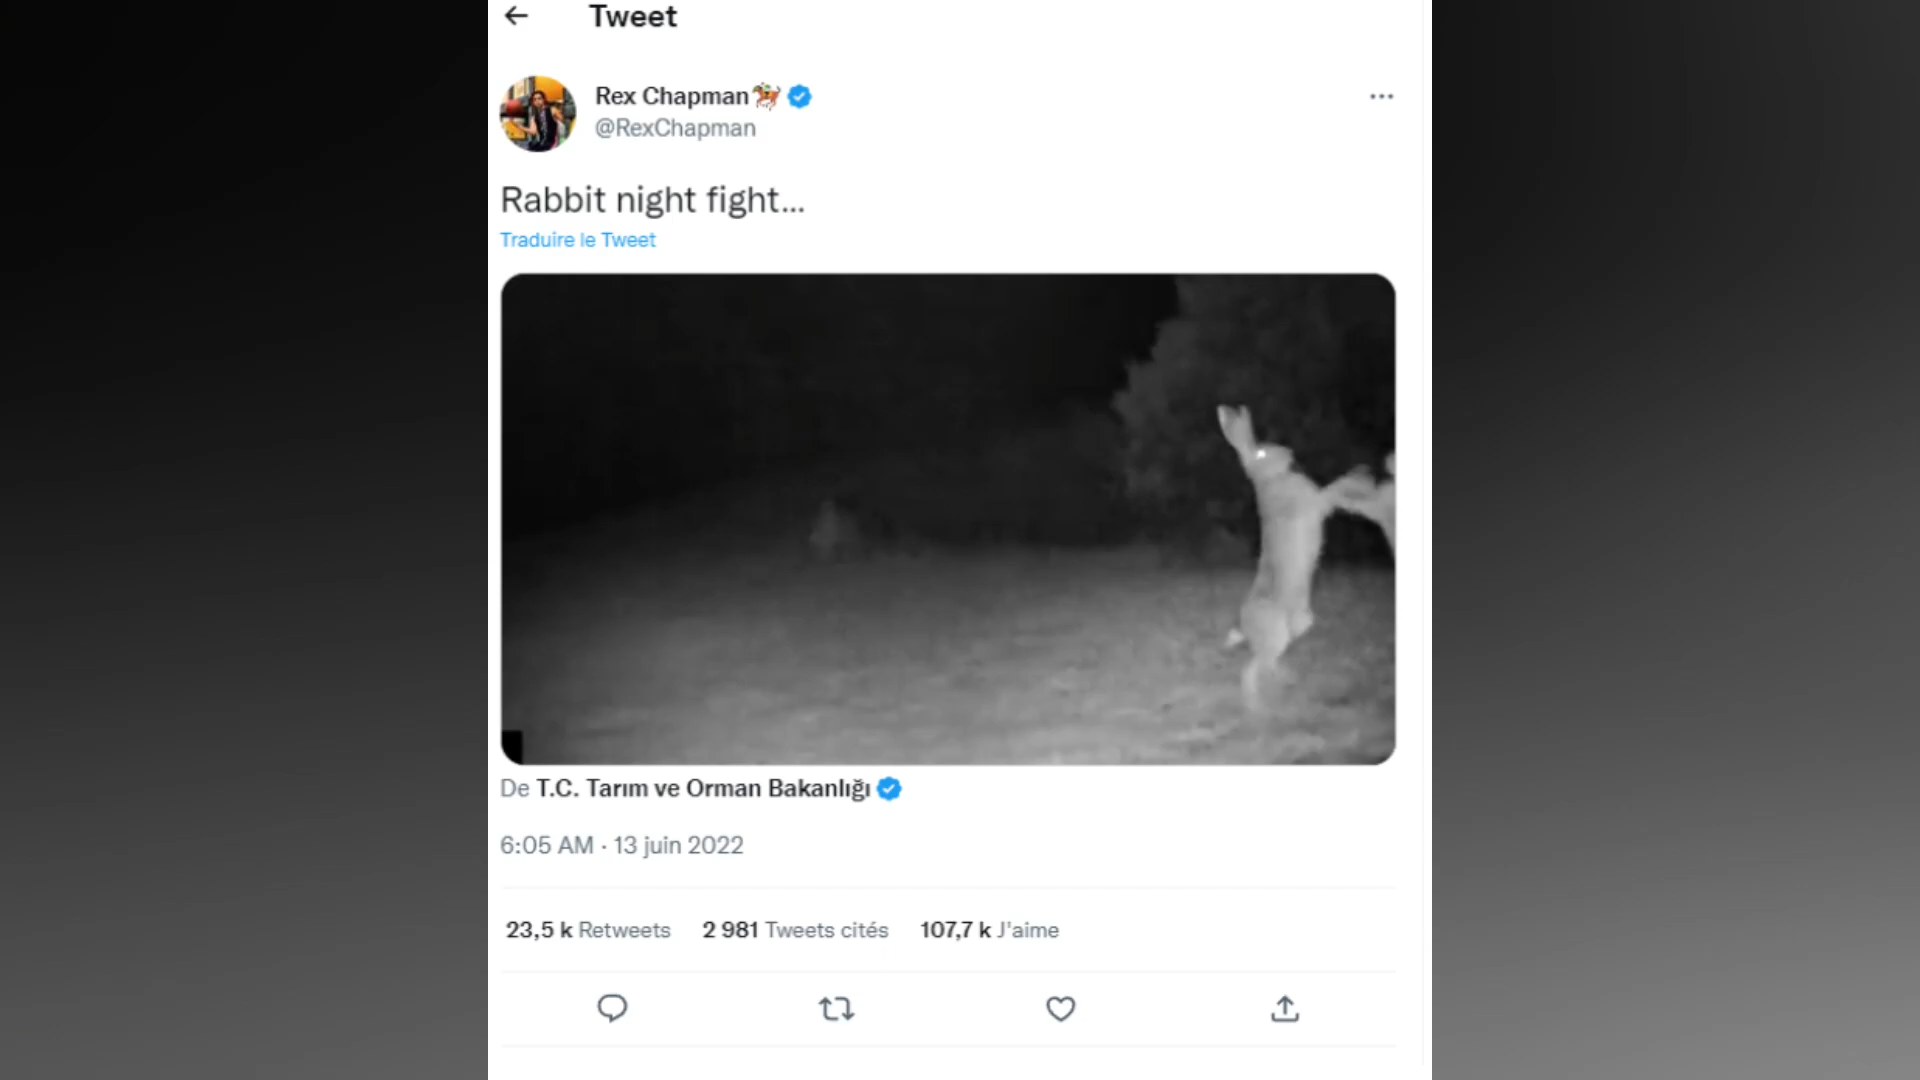 Tweet
Rex Chapman🏇
@RexChapman
Rabbit night fight...
Traduire le Tweet
De T.C. Tarım ve Orman Bakanlığı
6:05 AM · 13 juin 2022
23,5 k Retweets 2 981 Tweets cités 107,7 k J'aime